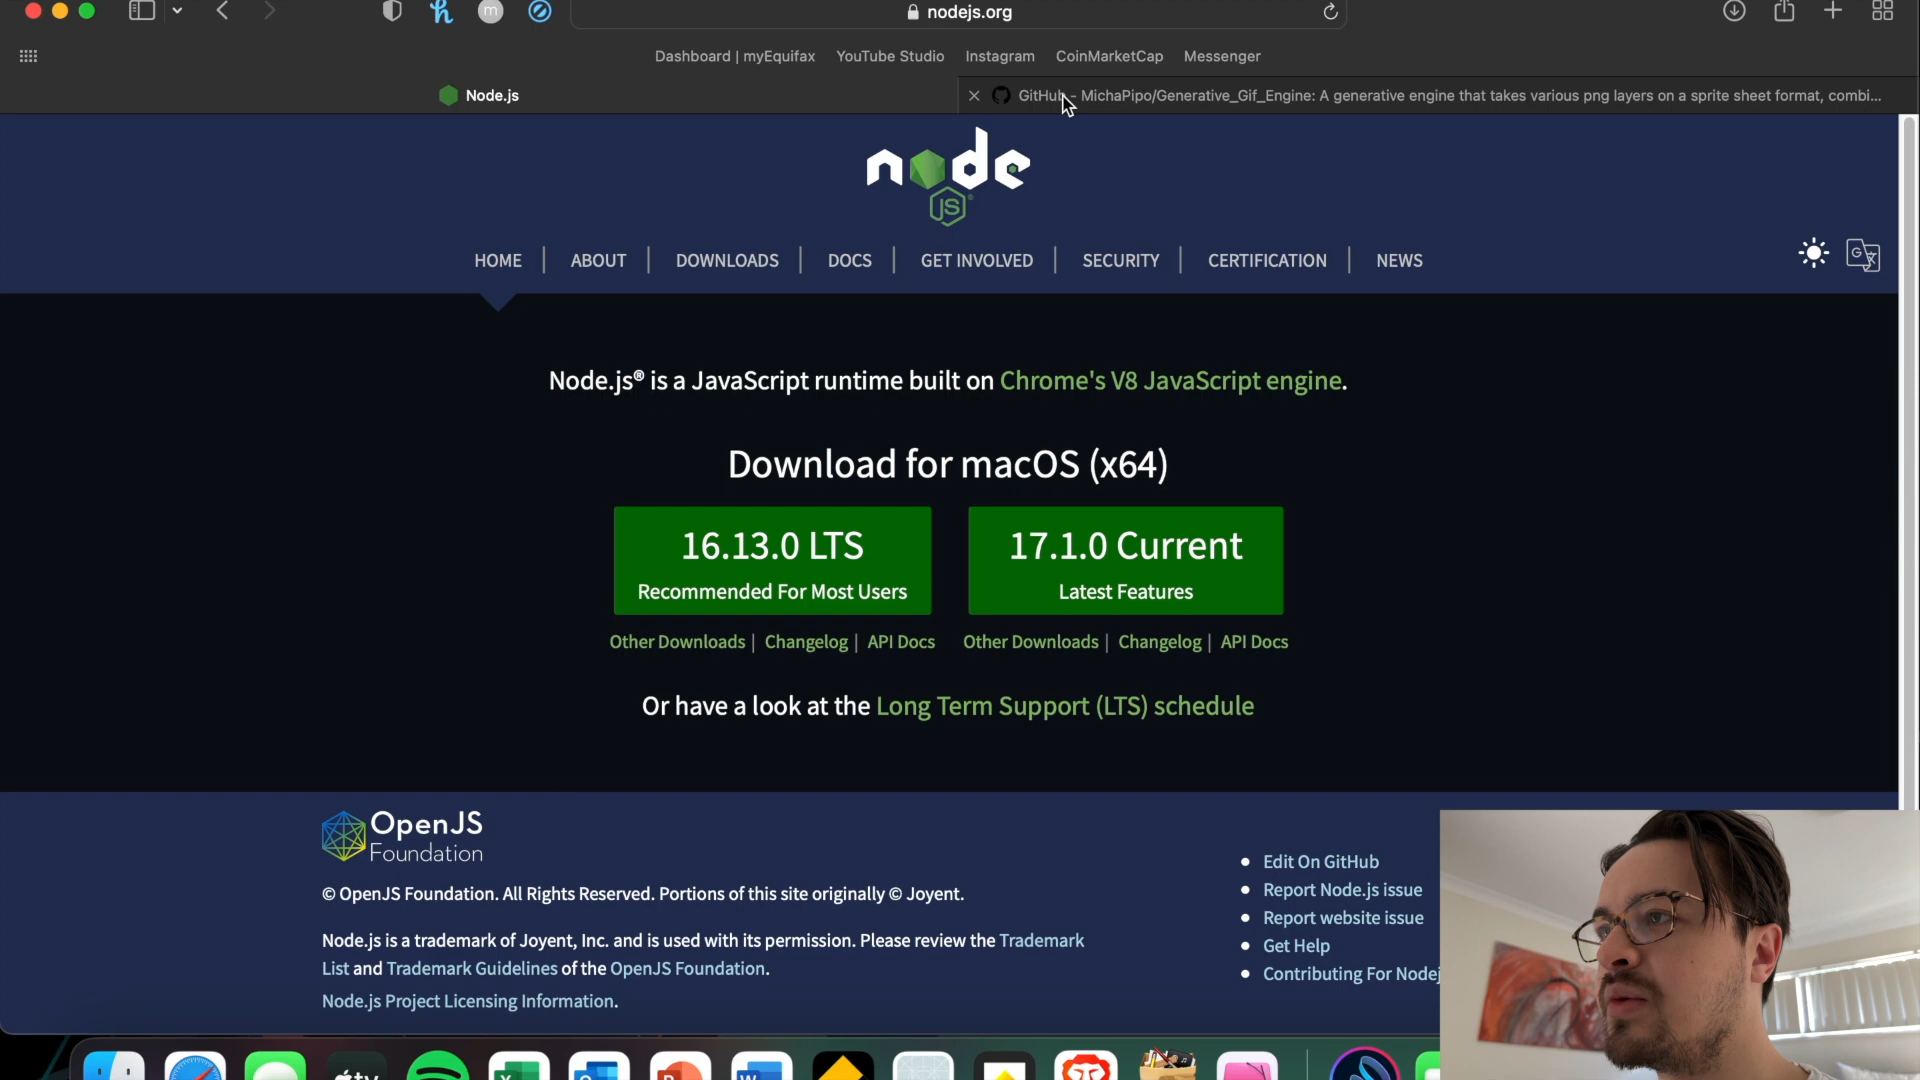 nodejs.org
Dashboard | myEquifax YouTube Studio Instagram CoinMarketCap Messenger
Node.js
GitHub - MichaPipo/Generative_Gif_Engine: A generative engine that takes various png layers on a sprite sheet format, combi...
node
JS
HOME | ABOUT | DOWNLOADS | DOCS | GET INVOLVED | SECURITY | CERTIFICATION | NEWS
Node.js® is a JavaScript runtime built on Chrome's V8 JavaScript engine.
Download for macOS (x64)
16.13.0 LTS
Recommended For Most Users
17.1.0 Current
Latest Features
Other Downloads | Changelog | API Docs
Other Downloads | Changelog | API Docs
Or have a look at the Long Term Support (LTS) schedule
OpenJS
Foundation
© OpenJS Foundation. All Rights Reserved. Portions of this site originally © Joyent.
Node.js is a trademark of Joyent, Inc. and is used with its permission. Please review the Trademark
List and Trademark Guidelines of the OpenJS Foundation.
Node.js Project Licensing Information.
Edit On GitHub
Report Node.js issue
Report website issue
Get Help
Contributing For Nodej